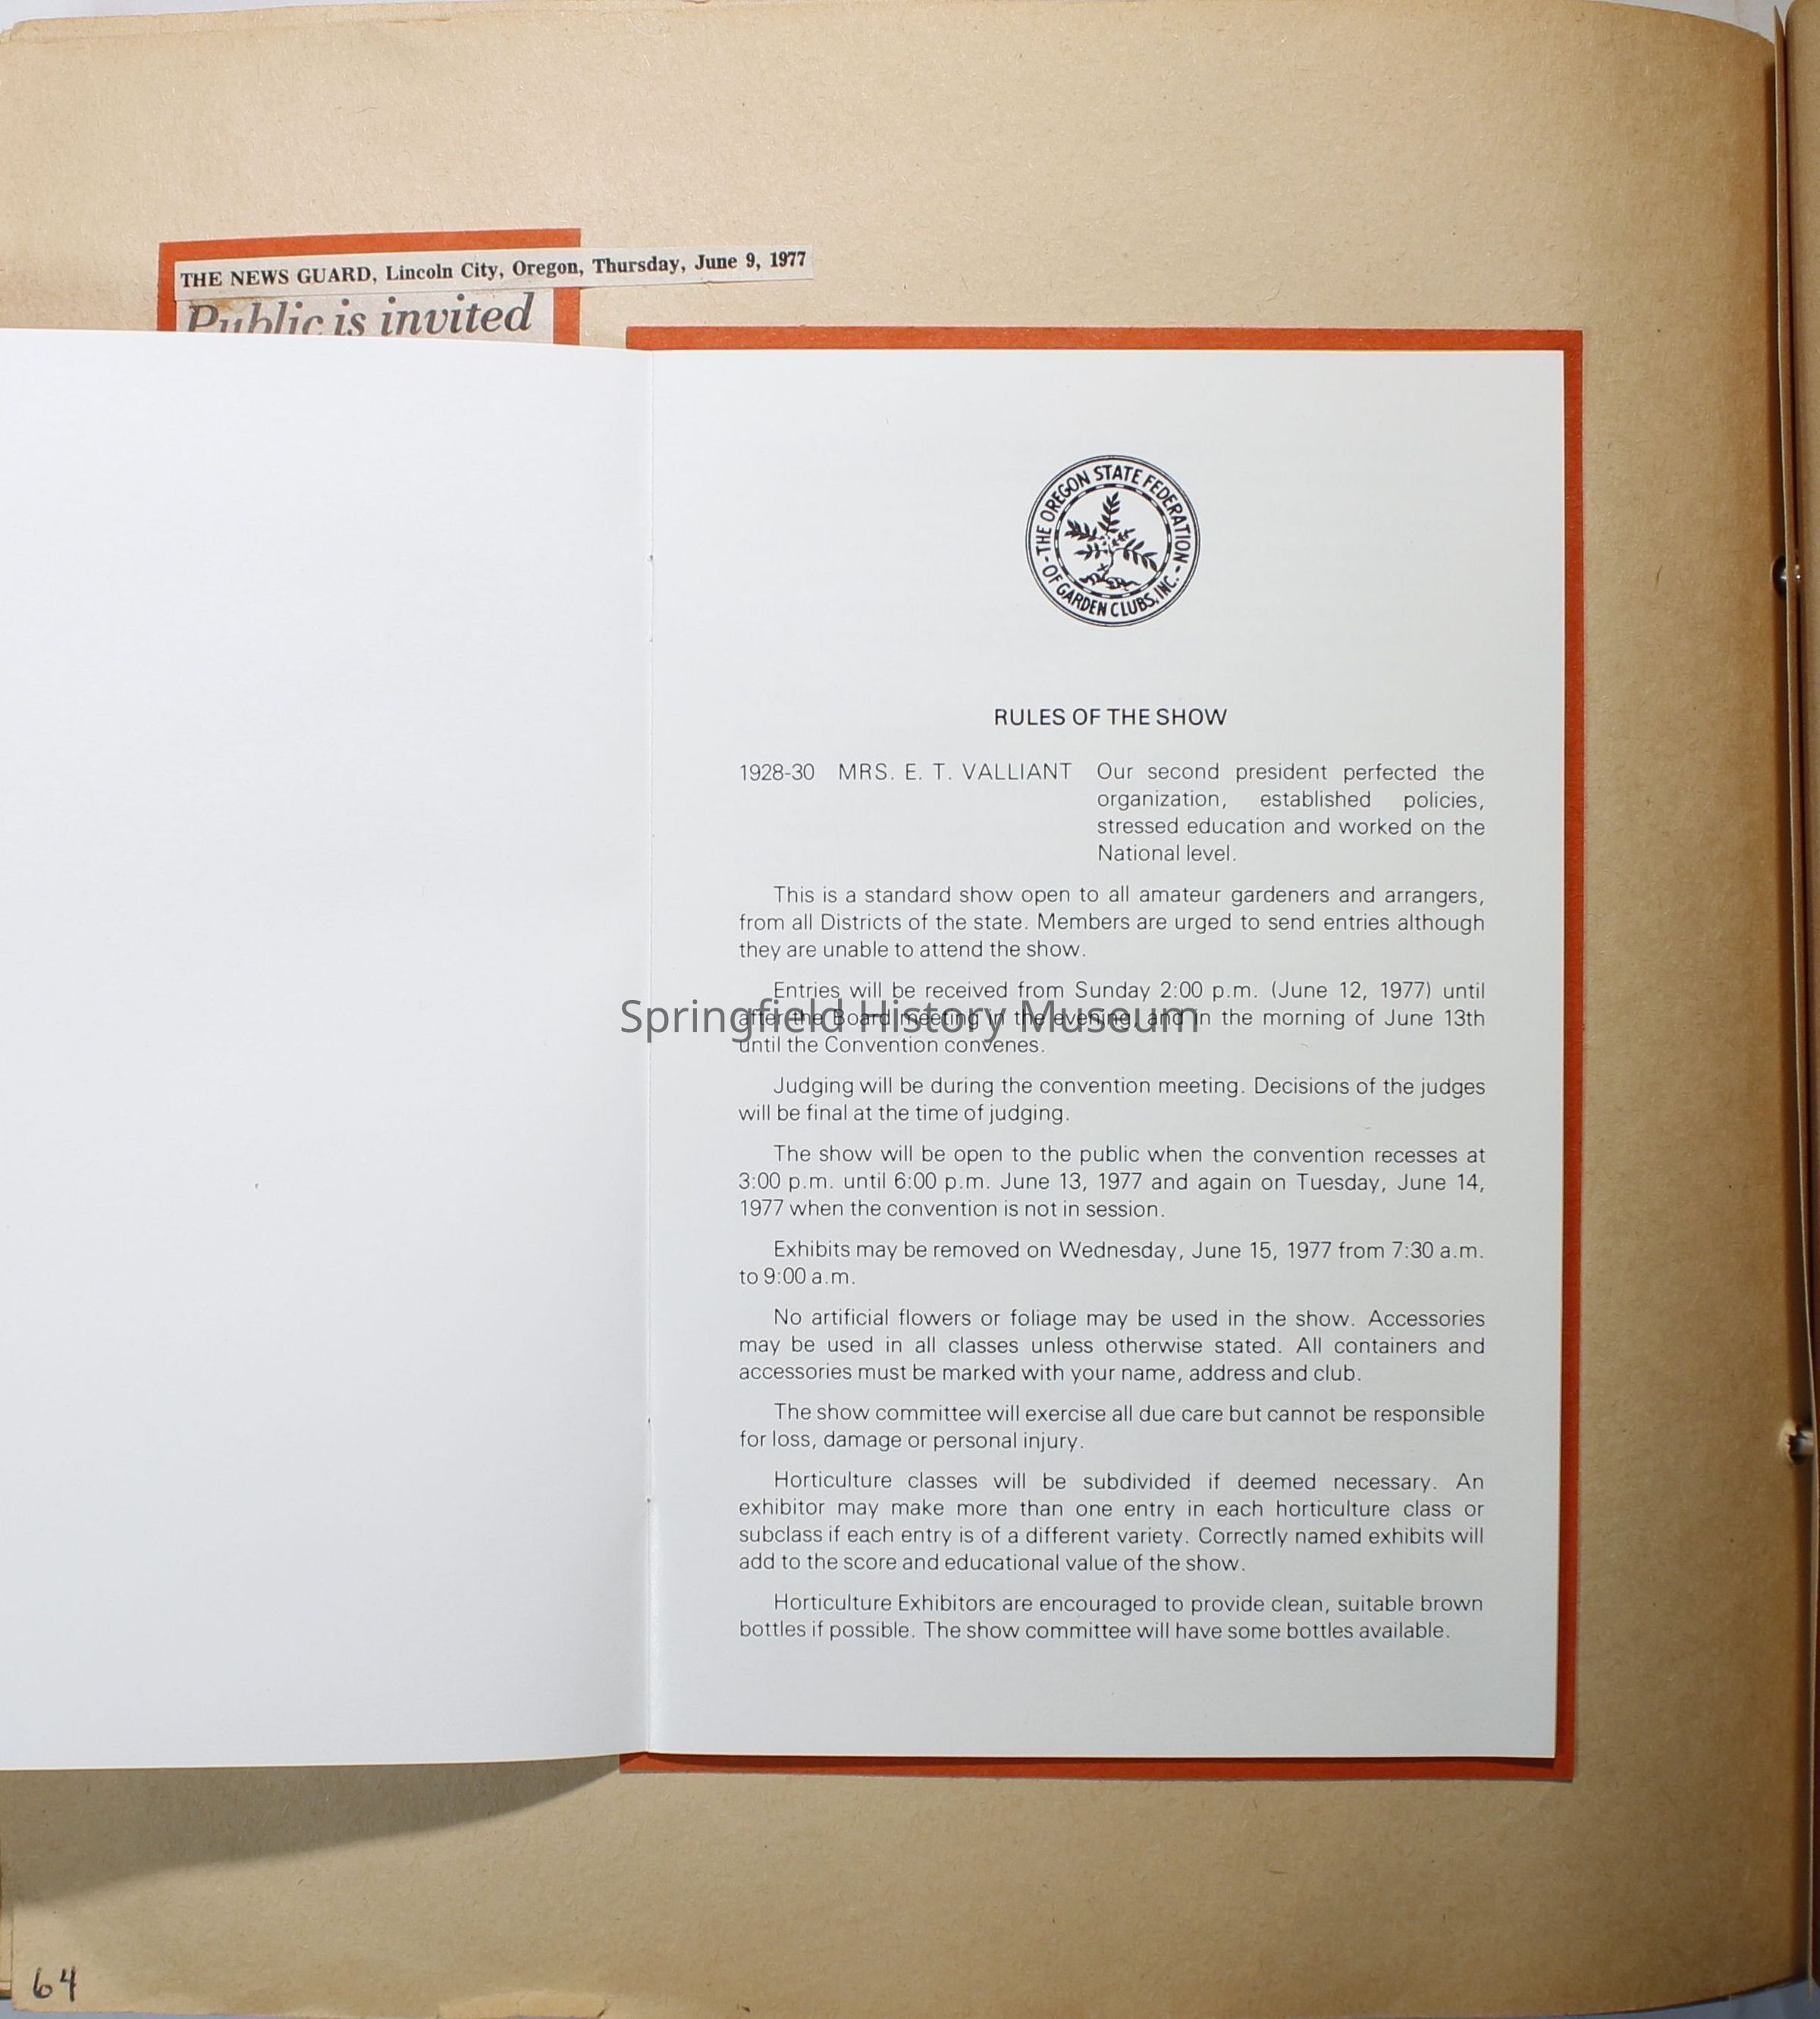 THE NEWS GUARD, Lincoln City, Oregon, Thursday, June 9, 1977
Public is invited
THE OREGON STATE FEDERATION
OF GARDEN CLUBS, INC.
RULES OF THE SHOW
1928-30 MRS. E. T. VALLIANT Our second president perfected the
organization, established policies,
stressed education and worked on the
National level.
This is a standard show open to all amateur gardeners and arrangers,
from all Districts of the state. Members are urged to send entries although
they are unable to attend the show.
Entries will be received from Sunday 2:00 p.m. (June 12, 1977) until
after the Board meeting in the evening, and in the morning of June 13th
until the Convention convenes.
Springfield History Museum
Judging will be during the convention meeting. Decisions of the judges
will be final at the time of judging.
The show will be open to the public when the convention recesses at
3:00 p.m. until 6:00 p.m. June 13, 1977 and again on Tuesday, June 14,
1977 when the convention is not in session.
Exhibits may be removed on Wednesday, June 15, 1977 from 7:30 a.m.
to 9:00 a.m.
No artificial flowers or foliage may be used in the show. Accessories
may be used in all classes unless otherwise stated. All containers and
accessories must be marked with your name, address and club.
The show committee will exercise all due care but cannot be responsible
for loss, damage or personal injury.
Horticulture classes will be subdivided if deemed necessary. An
exhibitor may make more than one entry in each horticulture class or
subclass if each entry is of a different variety. Correctly named exhibits will
add to the score and educational value of the show.
Horticulture Exhibitors are encouraged to provide clean, suitable brown
bottles if possible. The show committee will have some bottles available.
64